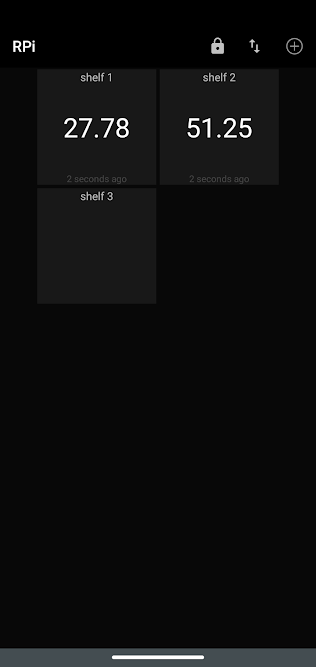 RPi
shelf 1
shelf 2
27.78
51.25
2 seconds ago
2 seconds ago
shelf 3